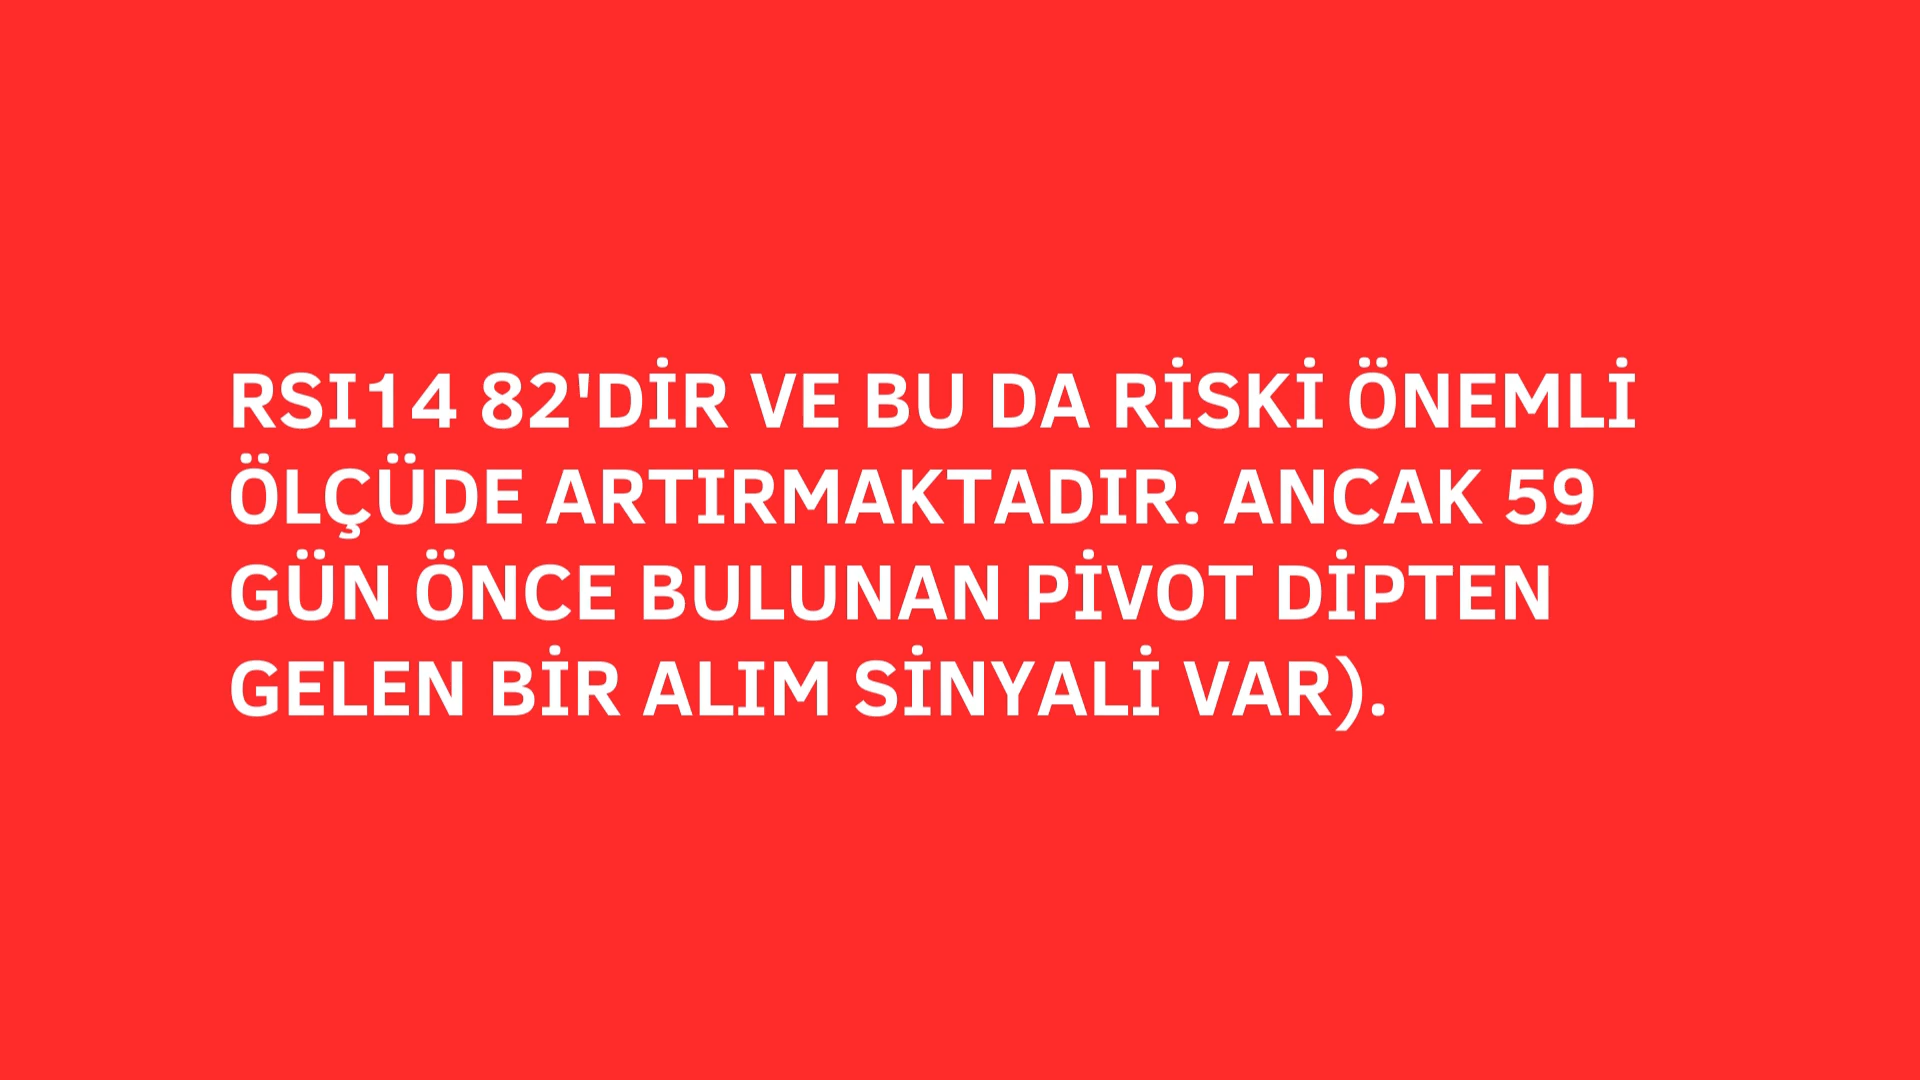 RSI14 82'DİR VE BU DA RİSKİ ÖNEMLİ
ÖLÇÜDE ARTIRMAKTADIR. ANCAK 59
GÜN ÖNCE BULUNAN PİVOT DİPTEN
GELEN BİR ALIM SİNYALİ VAR).